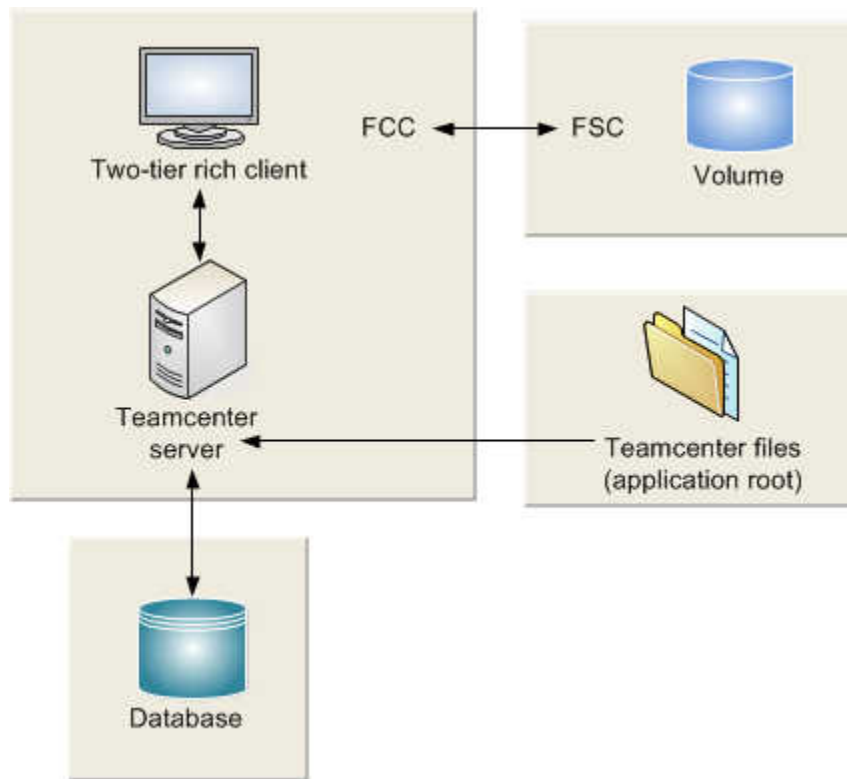 Two-tier rich client
FCC
FSC
Volume
Teamcenter
server
Teamcenter files
(application root)
Database